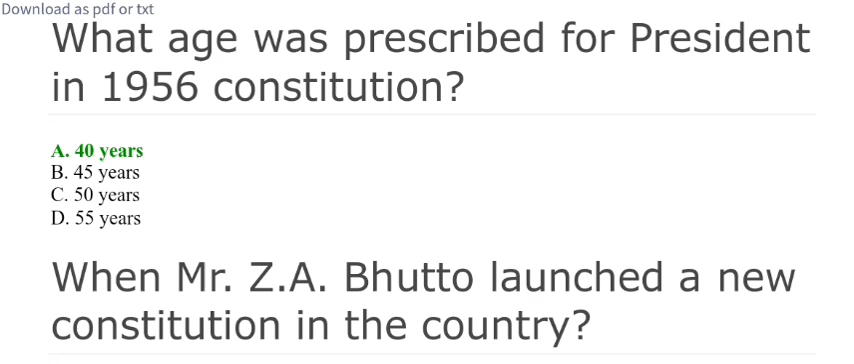 Download as pdf or txt
What age was prescribed for President
in 1956 constitution?
A. 40 years
B. 45 years
C. 50 years
D. 55 years
When Mr. Z.A. Bhutto launched a new
constitution in the country?